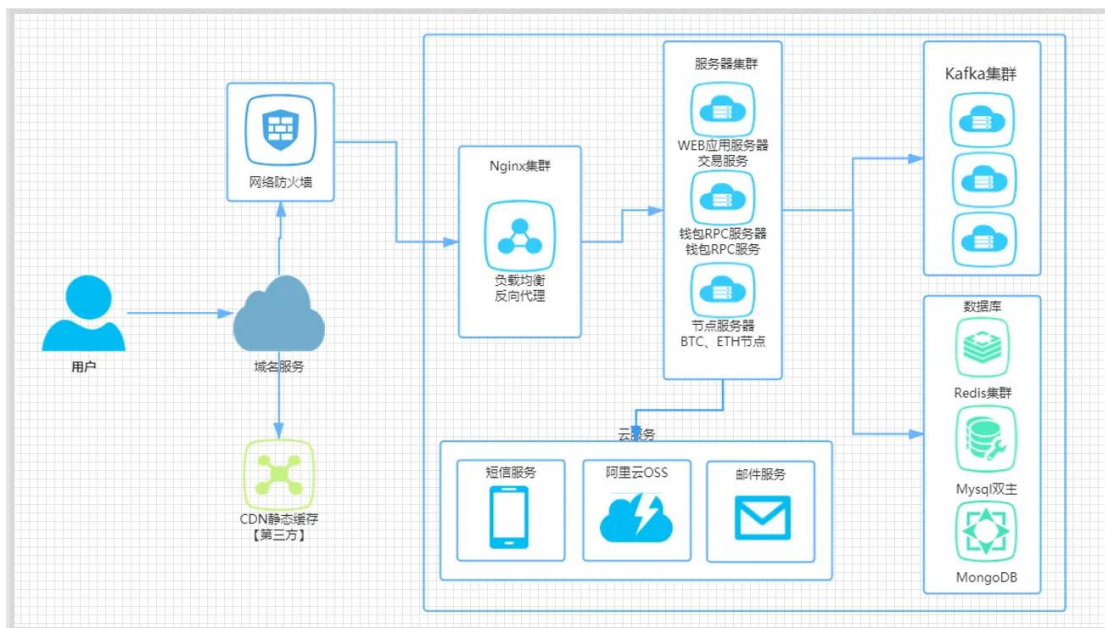 网络防火墙
用户
域名服务
CDN静态缓存
【第三方】
Nginx集群
负载均衡
反向代理
服务器集群
WEB应用服务器
交易服务
钱包RPC服务器
钱包RPC服务
节点服务器
BTC、ETH节点
云服务
短信服务
阿里云OSS
邮件服务
Kafka集群
数据库
Redis集群
Mysql双主
MongoDB